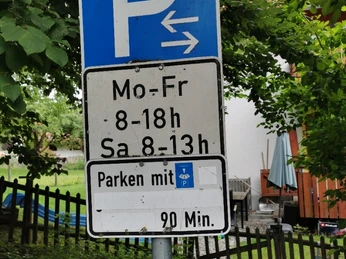 P
Mo-Fr
8-18h
Sa 8-13h
Parken mit P
90 Min.